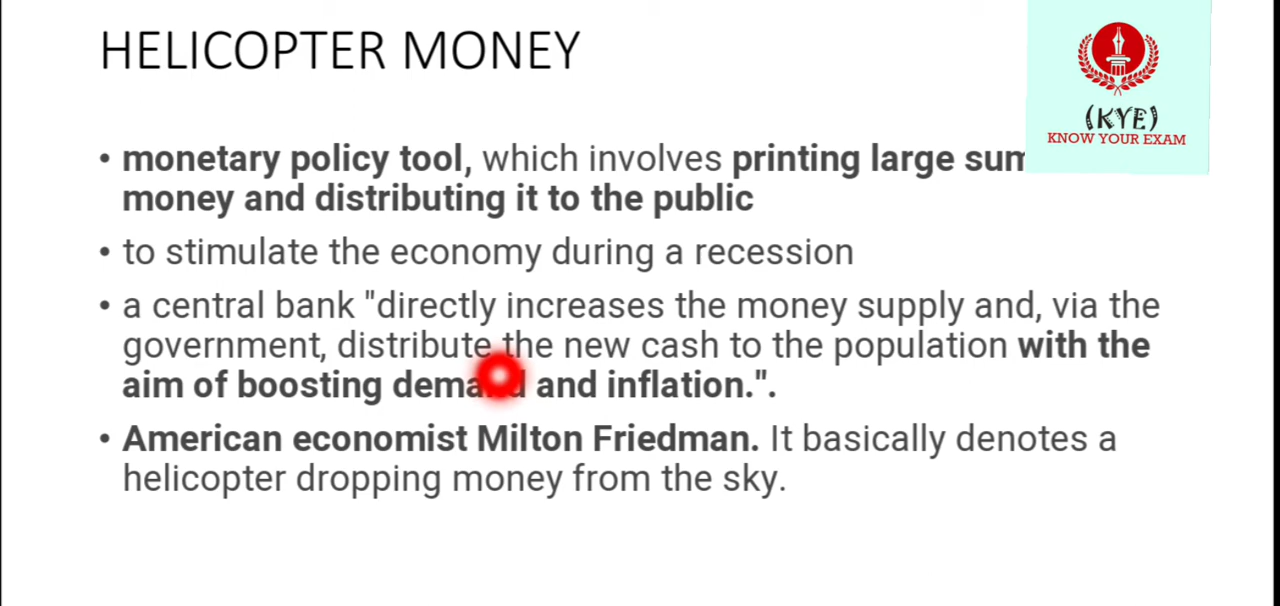 HELICOPTER MONEY
(KYE)
KNOW YOUR EXAM
• monetary policy tool, which involves printing large
money and distributing it to the public
• to stimulate the economy during a recession
• a central bank "directly increases the money supply and, via the
government, distribute the new cash to the population with the
aim of boosting demand and inflation.".
• American economist Milton Friedman. It basically denotes a
helicopter dropping money from the sky.